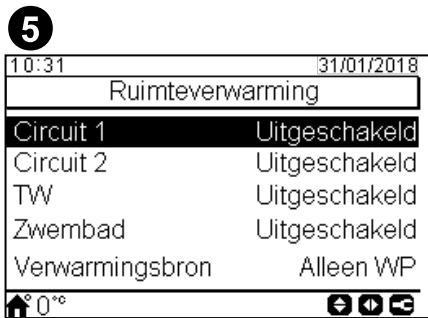 5
10:31 31/01/2018
Ruimteverwarming
Circuit 1 Uitgeschakeld
Circuit 2 Uitgeschakeld
TW Uitgeschakeld
Zwembad Uitgeschakeld
Verwarmingsbron Alleen WP
0°c